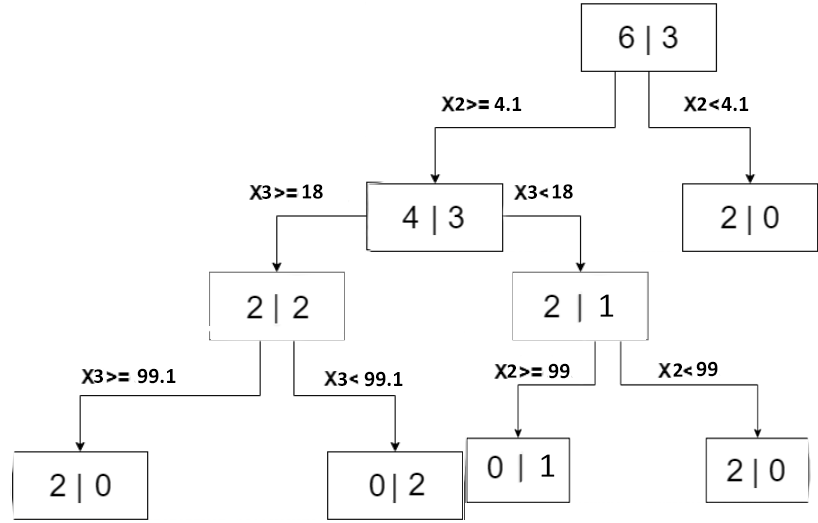 6 | 3
X2>= 4.1
X2<4.1
X3>= 18
4 | 3
X3<18
2 | 0
2 | 2
2 | 1
X3>= 99.1
X3< 99.1
X2>= 99
X2<99
2 | 0
0| 2
0 | 1
2 | 0